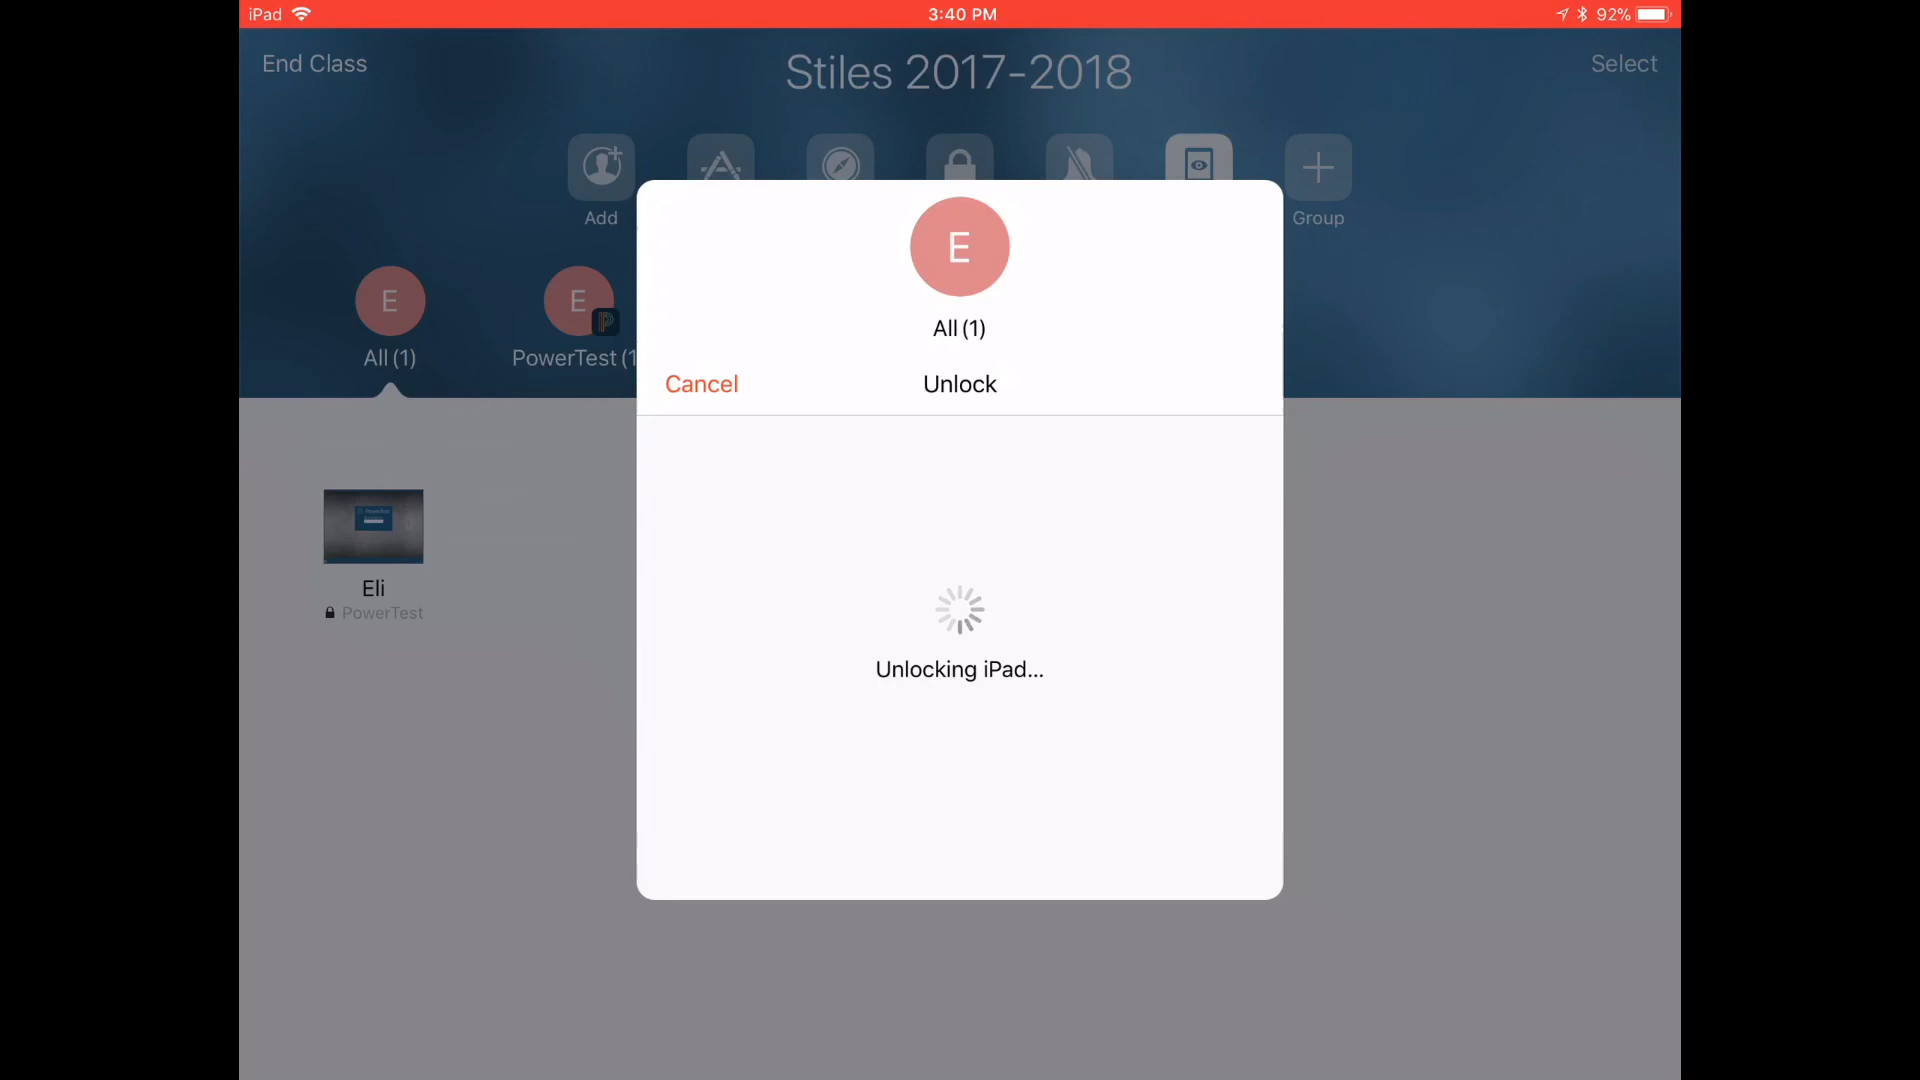 iPad 3:40 PM 92%
End Class Stiles 2017-2018 Select
Add Group
E E E
All (1) PowerTest (1 All (1)
Cancel Unlock
Eli
PowerTest
Unlocking iPad...